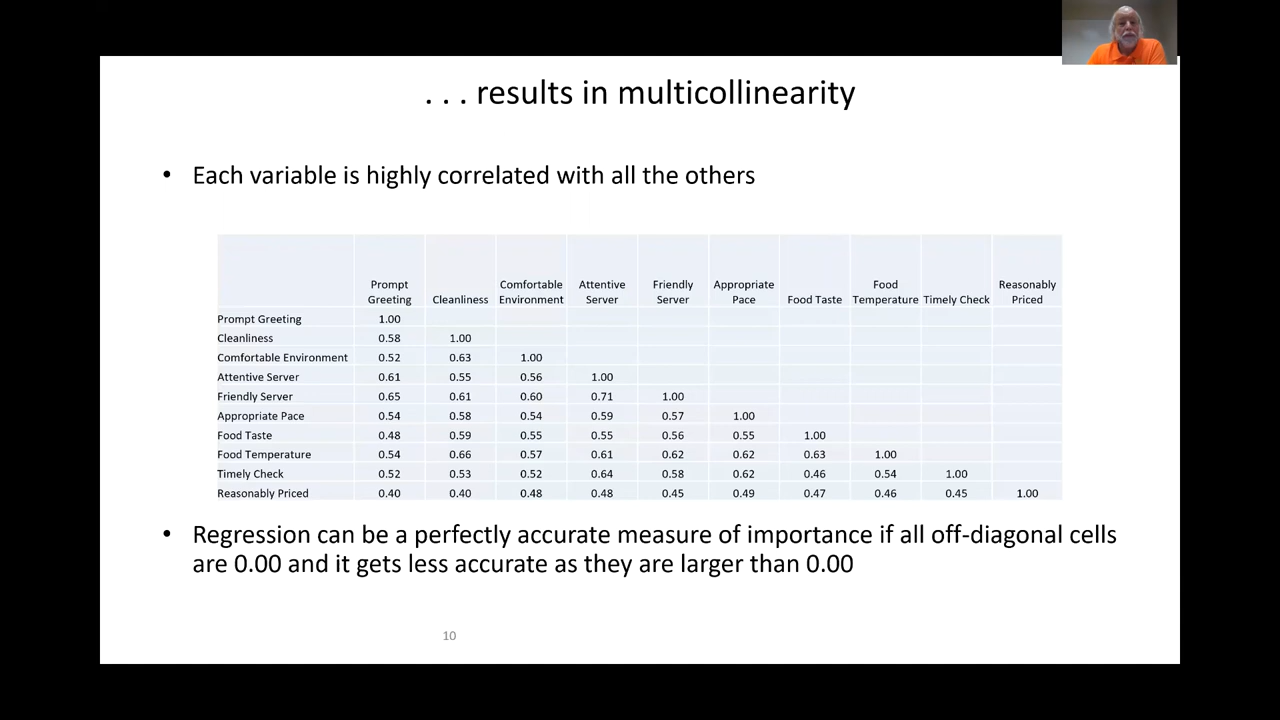 . . . results in multicollinearity
• Each variable is highly correlated with all the others
Prompt Greeting Cleanliness Comfortable Environment Attentive Server Friendly Server Appropriate Pace Food Taste Food Temperature Timely Check Reasonably Priced
Prompt Greeting 1.00
Cleanliness 0.58 1.00
Comfortable Environment 0.52 0.63 1.00
Attentive Server 0.61 0.55 0.56 1.00
Friendly Server 0.65 0.61 0.60 0.71 1.00
Appropriate Pace 0.54 0.58 0.54 0.59 0.57 1.00
Food Taste 0.48 0.59 0.55 0.55 0.56 0.55 1.00
Food Temperature 0.54 0.66 0.57 0.61 0.62 0.62 0.63 1.00
Timely Check 0.52 0.53 0.52 0.64 0.58 0.62 0.46 0.54 1.00
Reasonably Priced 0.40 0.40 0.48 0.48 0.45 0.49 0.47 0.46 0.45 1.00
• Regression can be a perfectly accurate measure of importance if all off-diagonal cells
are 0.00 and it gets less accurate as they are larger than 0.00
10